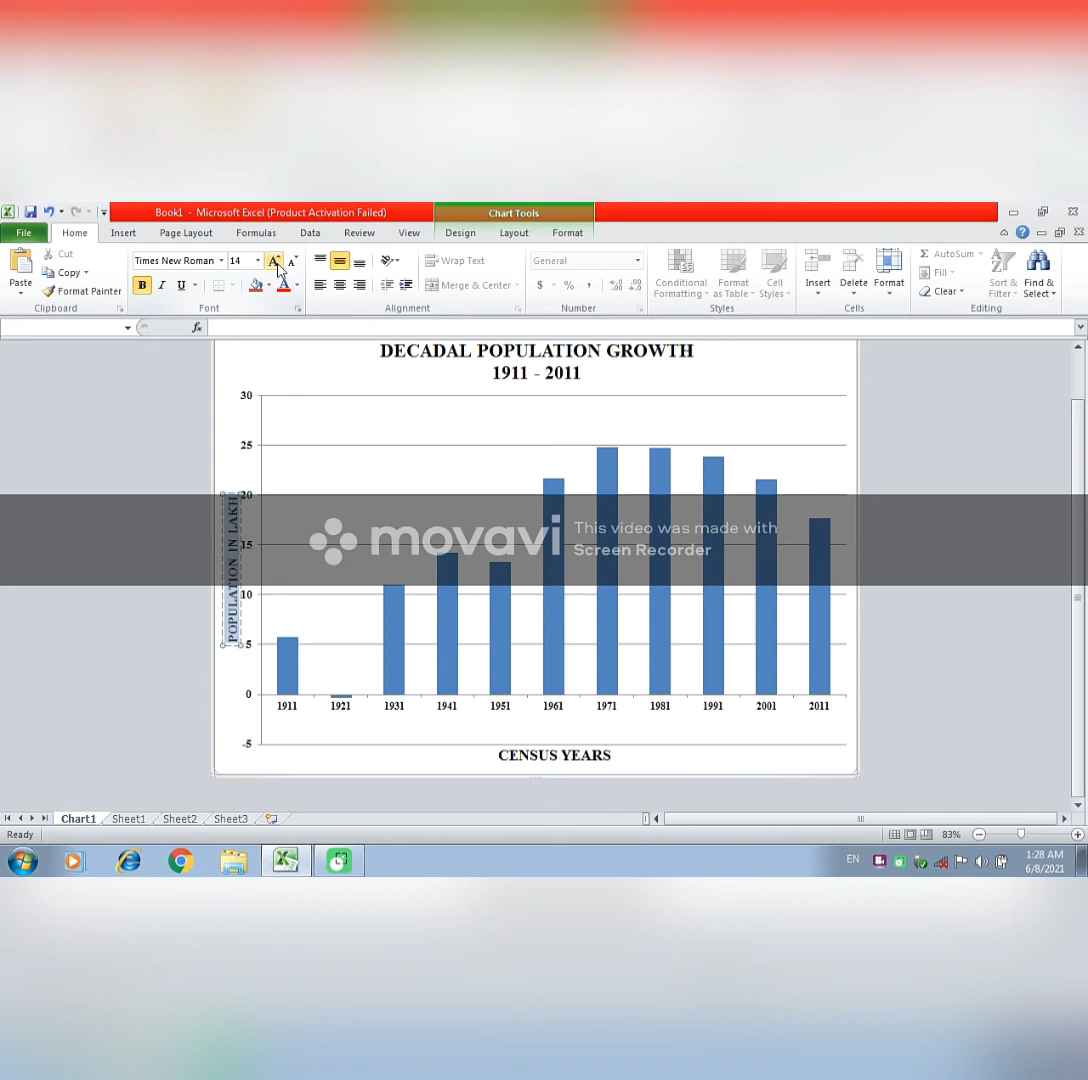 Book1 - Microsoft Excel (Product Activation Failed)
Chart Tools
File Home Insert Page Layout Formulas Data Review View Design Layout Format
Paste
Cut
Copy
Format Painter
Clipboard
Times New Roman 14
B I U
Font
Wrap Text
Merge & Center
Alignment
General
$ % ,
Number
Conditional Formatting
Format as Table
Cell Styles
Styles
Insert Delete Format
Cells
Σ AutoSum
Fill
Clear
Sort & Filter
Find & Select
Editing
fx
DECADAL POPULATION GROWTH
1911 - 2011
30
25
20
15
10
5
0
-5
POPULATION IN LAKH
movavi
This video was made with
Screen Recorder
1911 1921 1931 1941 1951 1961 1971 1981 1991 2001 2011
CENSUS YEARS
Chart1 Sheet1 Sheet2 Sheet3
Ready
83%
EN
1:28 AM
6/8/2021